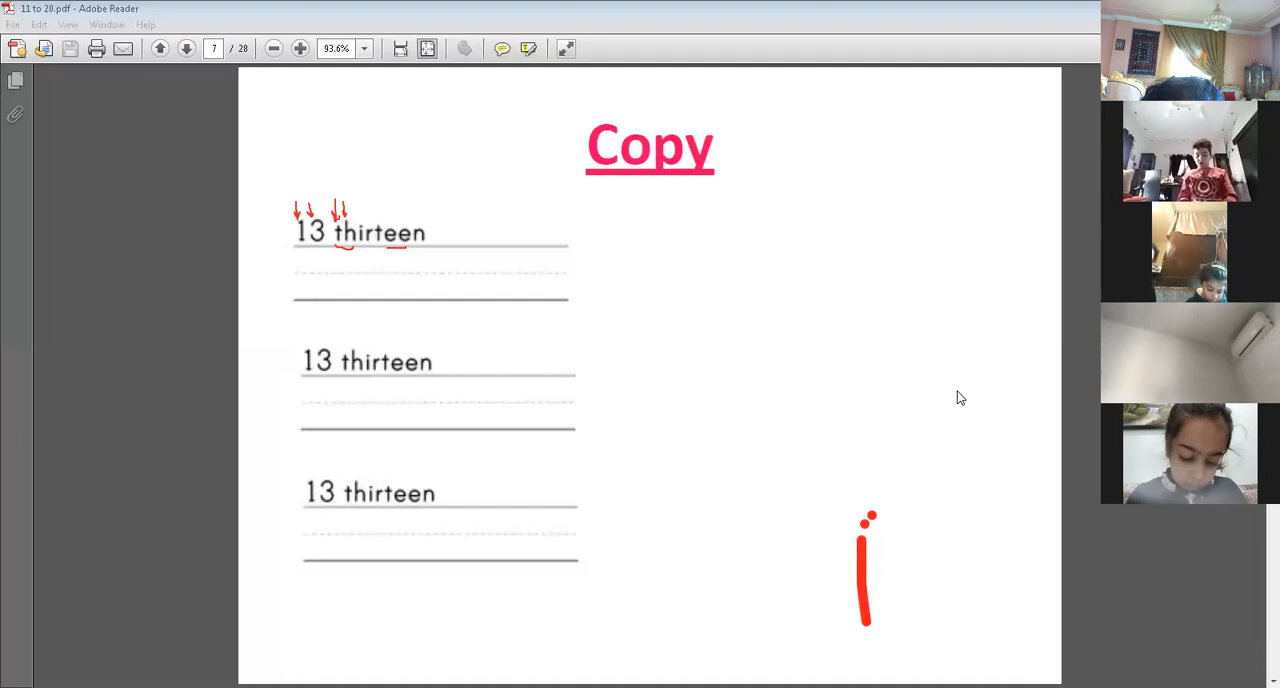 11 to 20.pdf - Adobe Reader
File Edit View Window Help
7 / 28 93.6%
Copy
13 thirteen
13 thirteen
13 thirteen
i